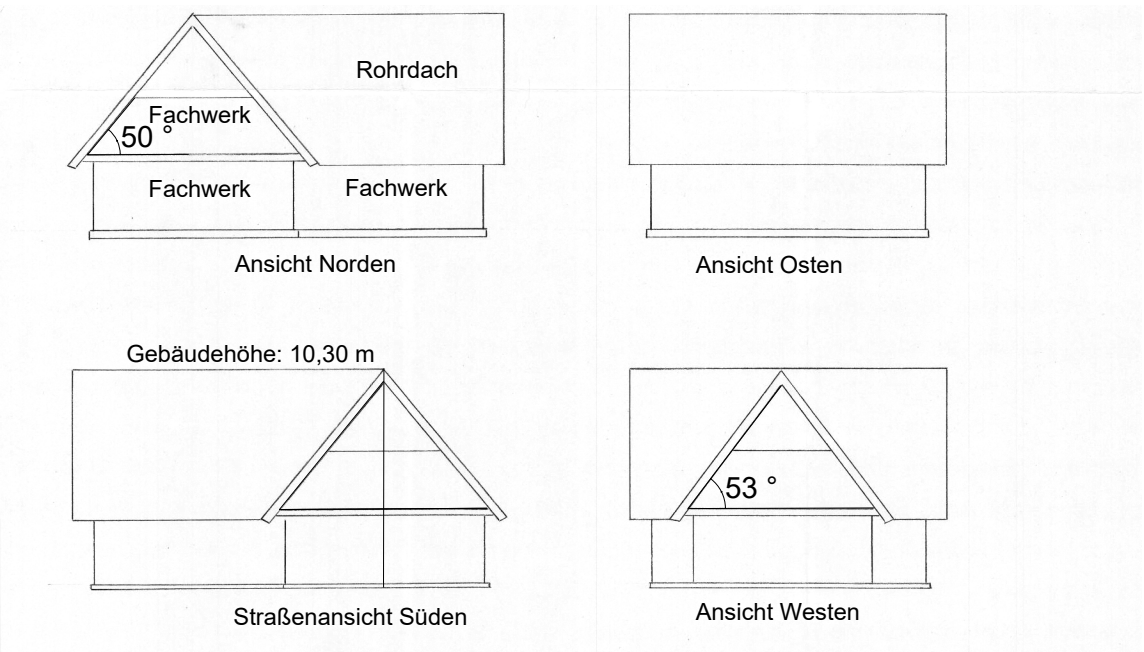 Rohrdach
Fachwerk
50 °
Fachwerk
Fachwerk
Ansicht Norden
Ansicht Osten
Gebäudehöhe: 10,30 m
53 °
Straßenansicht Süden
Ansicht Westen